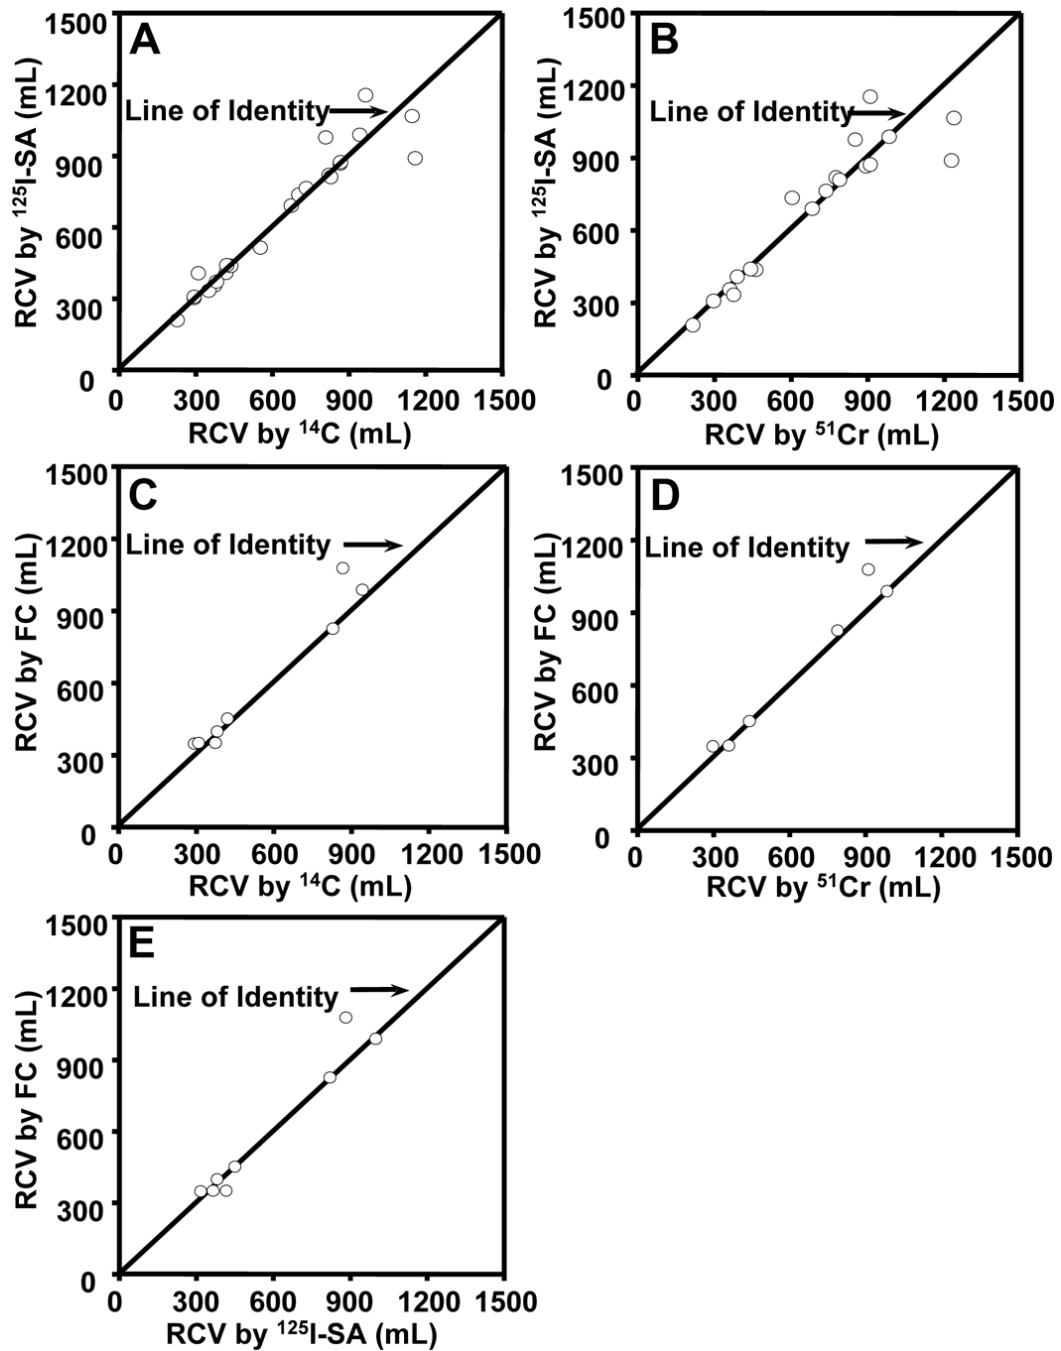 A
1500
1200
900
600
300
0
Line of Identity
RCV by ¹²⁵I-SA (mL)
0 300 600 900 1200 1500
RCV by ¹⁴C (mL)
B
1500
1200
900
600
300
0
Line of Identity
RCV by ¹²⁵I-SA (mL)
0 300 600 900 1200 1500
RCV by ⁵¹Cr (mL)
C
1500
1200
900
600
300
0
Line of Identity
RCV by FC (mL)
0 300 600 900 1200 1500
RCV by ¹⁴C (mL)
D
1500
1200
900
600
300
0
Line of Identity
RCV by FC (mL)
0 300 600 900 1200 1500
RCV by ⁵¹Cr (mL)
E
1500
1200
900
600
300
0
Line of Identity
RCV by FC (mL)
0 300 600 900 1200 1500
RCV by ¹²⁵I-SA (mL)